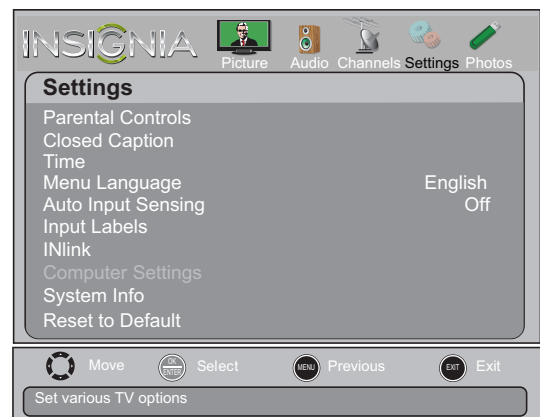 INSIGNIA
Picture Audio Channels Settings Photos
Settings
Parental Controls
Closed Caption
Time
Menu Language English
Auto Input Sensing Off
Input Labels
INlink
Computer Settings
System Info
Reset to Default
Move OK ENTER Select MENU Previous EXIT Exit
Set various TV options